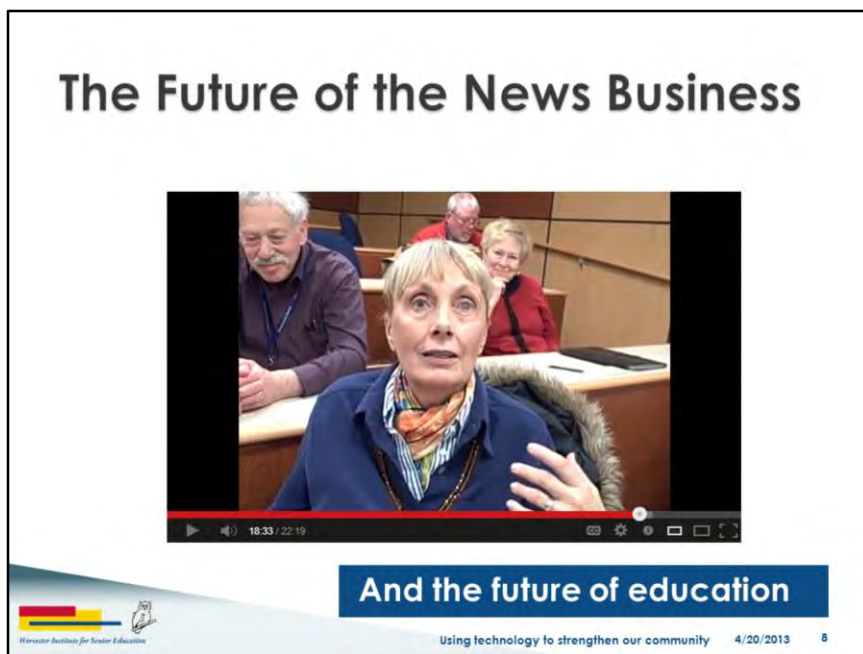 The Future of the News Business
18:33 / 22:19
CC
And the future of education
Worcester Institute for Senior Education
Using technology to strengthen our community 4/20/2013 8